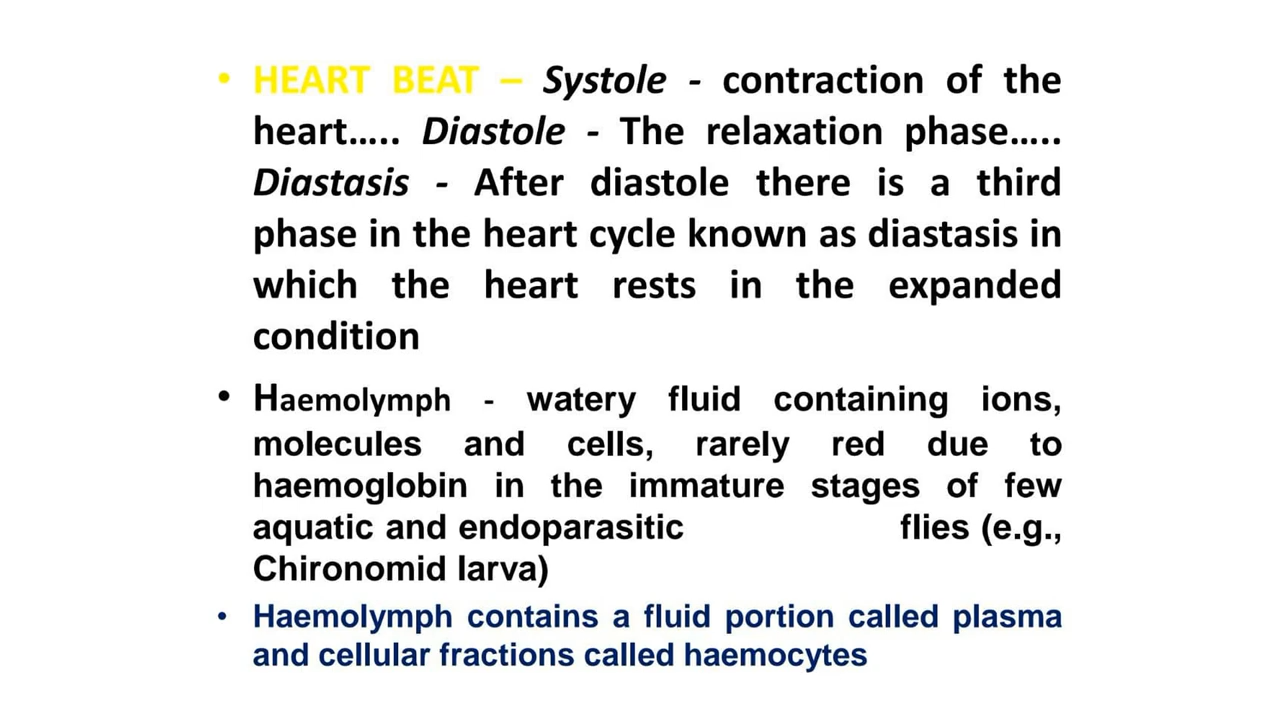 • HEART BEAT – Systole - contraction of the
heart….. Diastole - The relaxation phase…..
Diastasis - After diastole there is a third
phase in the heart cycle known as diastasis in
which the heart rests in the expanded
condition
• Haemolymph - watery fluid containing ions,
molecules and cells, rarely red due to
haemoglobin in the immature stages of few
aquatic and endoparasitic flies (e.g.,
Chironomid larva)
• Haemolymph contains a fluid portion called plasma
and cellular fractions called haemocytes